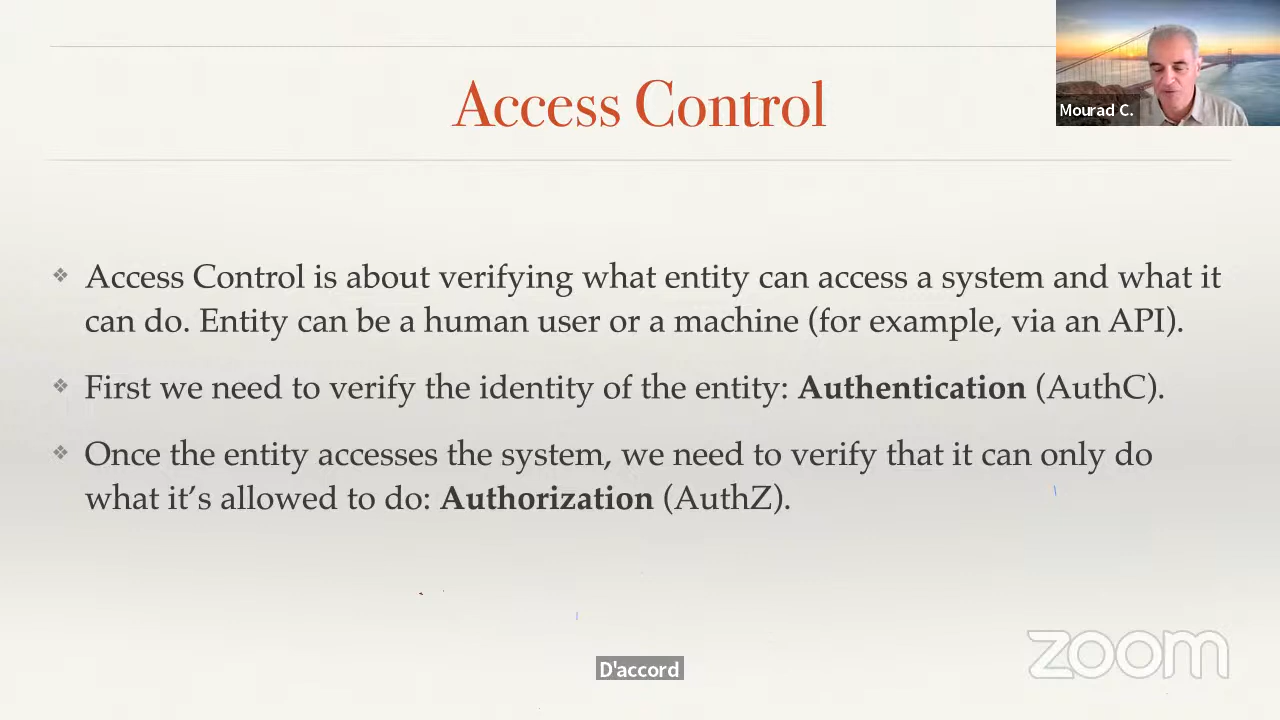 Access Control
Mourad C.
❖ Access Control is about verifying what entity can access a system and what it
can do. Entity can be a human user or a machine (for example, via an API).
❖ First we need to verify the identity of the entity: Authentication (AuthC).
❖ Once the entity accesses the system, we need to verify that it can only do
what it’s allowed to do: Authorization (AuthZ).
D'accord
zoom